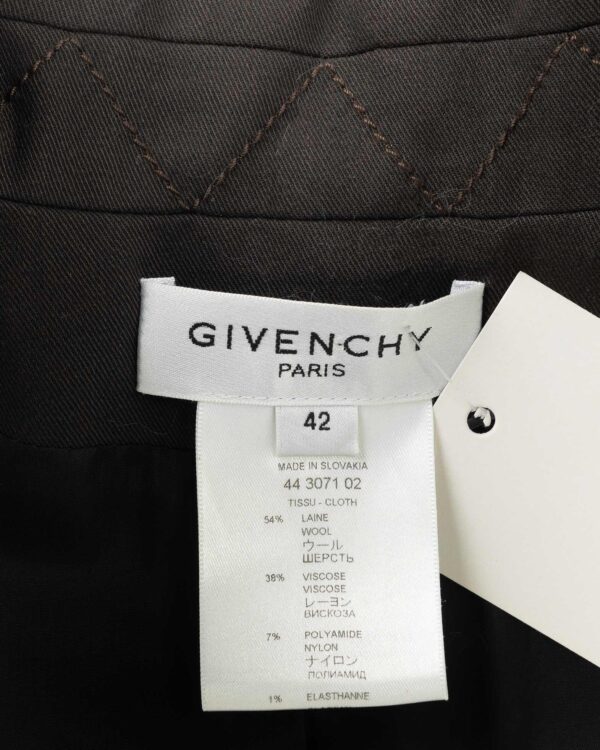 GIVENCHY
PARIS
42
MADE IN SLOVAKIA
44 3071 02
TISSU - CLOTH
54% LAINE
WOOL
ウール
ШЕРСТЬ
38% VISCOSE
VISCOSE
レーヨン
ВИСКОЗА
7% POLYAMIDE
NYLON
ナイロン
ПОЛИАМИД
1% ELASTHANNE